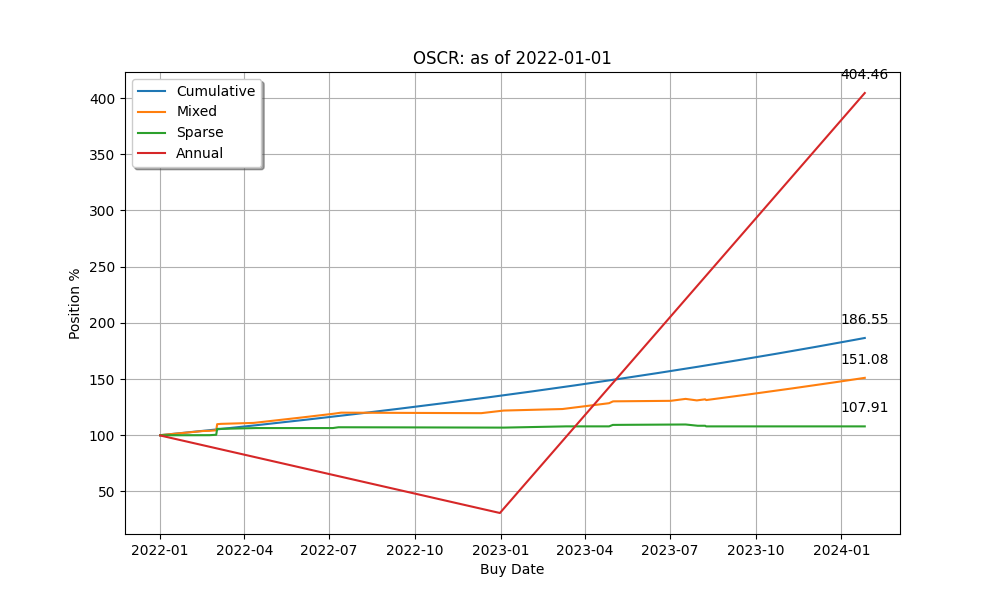 OSCR: as of 2022-01-01
404.46
Cumulative
Mixed
Sparse
Annual
400
350
300
250
200
150
100
50
Position %
186.55
151.08
107.91
2022-01 2022-04 2022-07 2022-10 2023-01 2023-04 2023-07 2023-10 2024-01
Buy Date